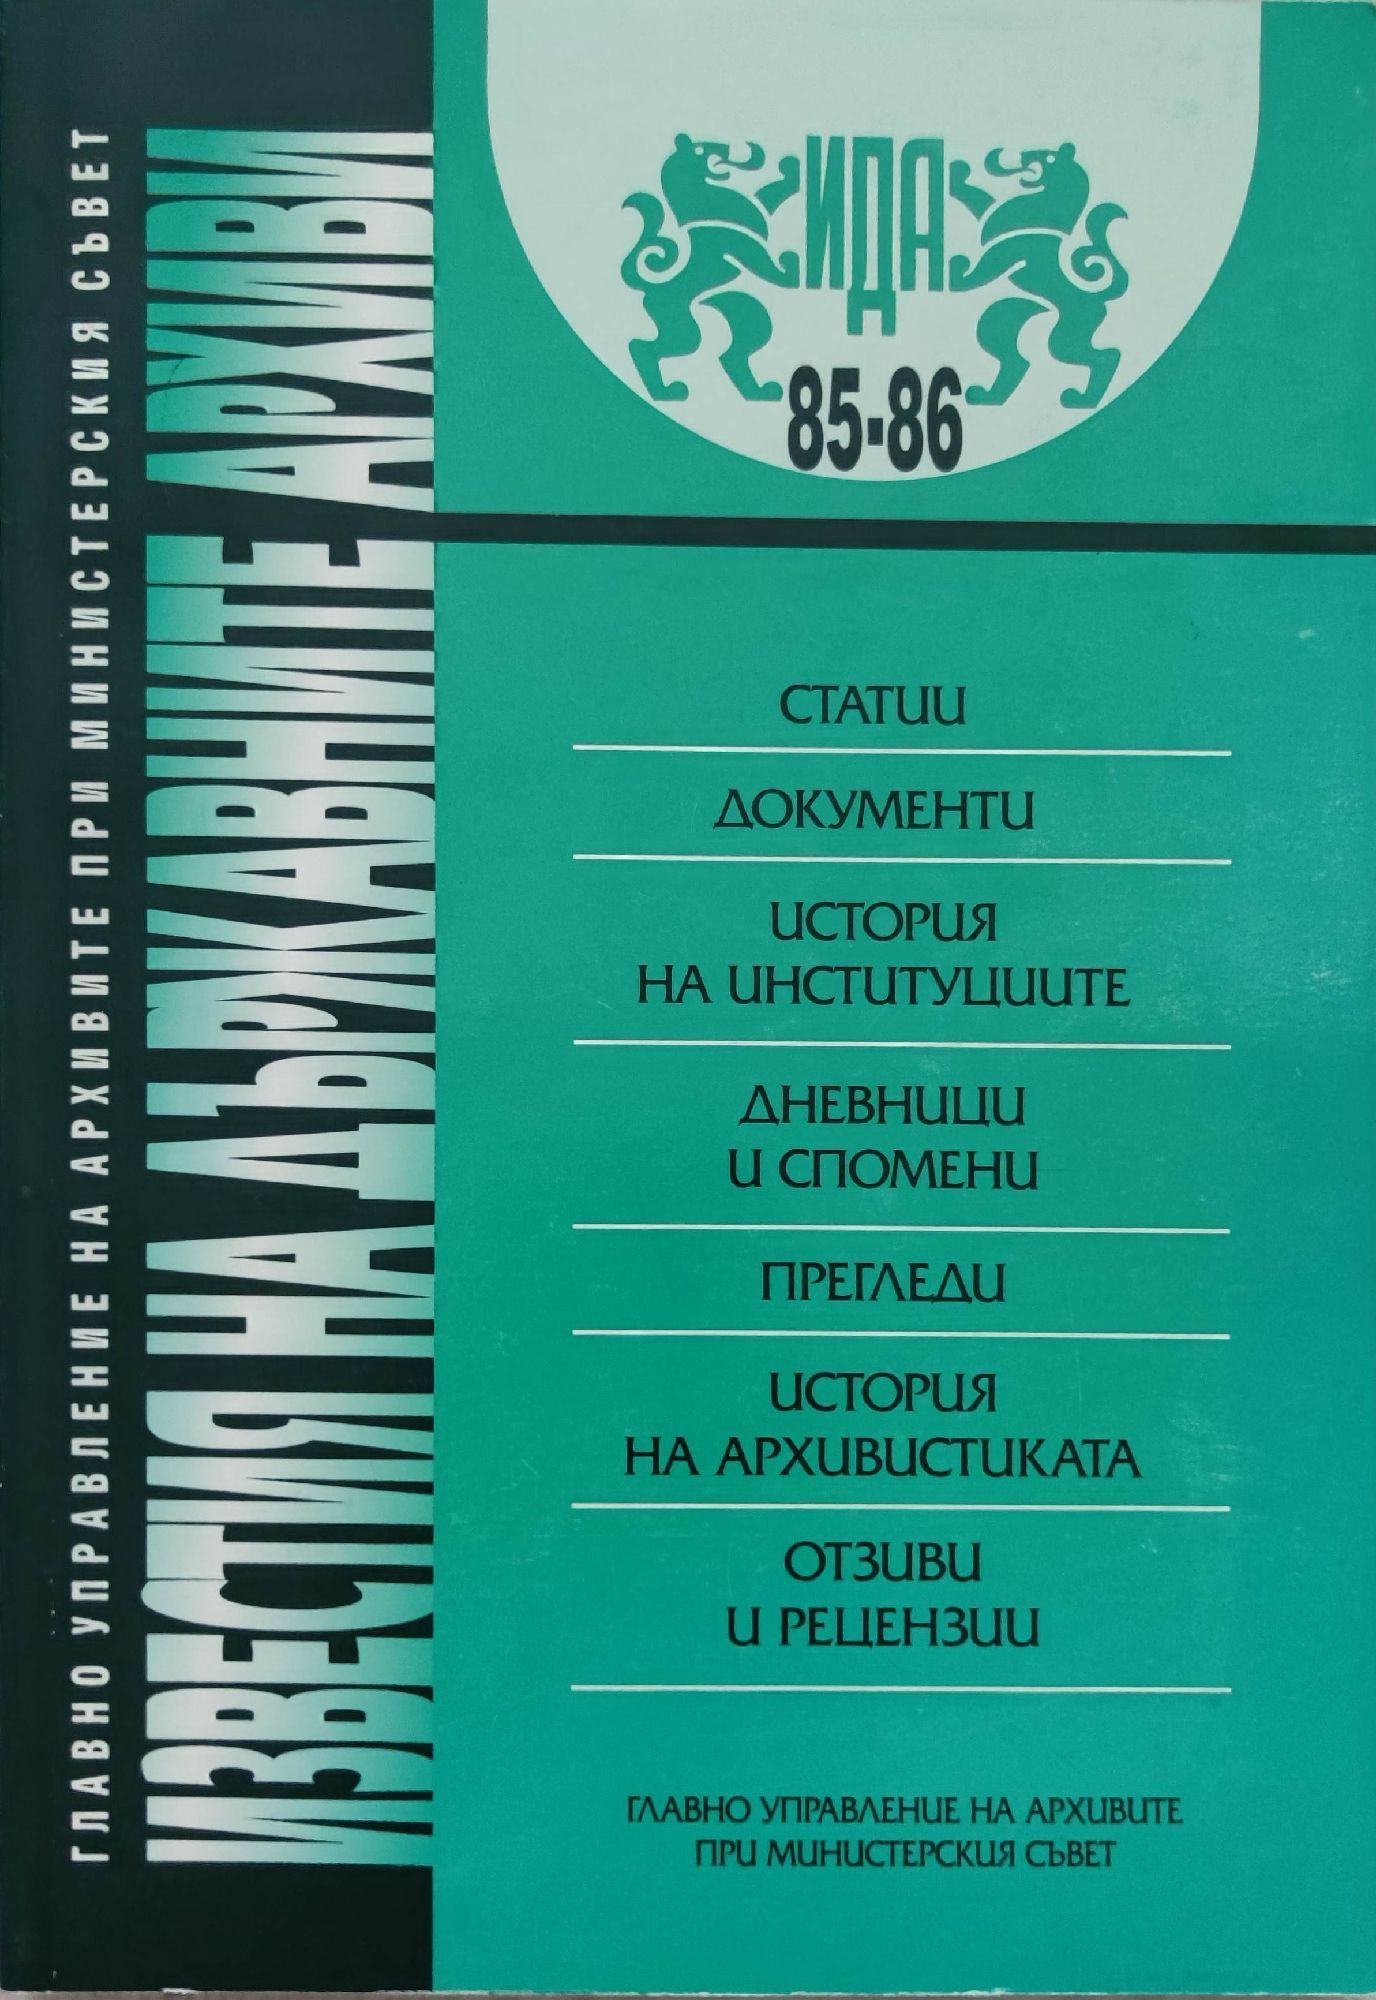 ГЛАВНО УПРАВЛЕНИЕ НА АРХИВИТЕ ПРИ МИНИСТЕРСКИЯ СЪВЕТ
ИЗВЕСТИЯ НА ДЪРЖАВНИТЕ АРХИВИ
ИДА
85-86
СТАТИИ
ДОКУМЕНТИ
ИСТОРИЯ
НА ИНСТИТУЦИИТЕ
ДНЕВНИЦИ
И СПОМЕНИ
ПРЕГЛЕДИ
ИСТОРИЯ
НА АРХИВИСТИКАТА
ОТЗИВИ
И РЕЦЕНЗИИ
ГЛАВНО УПРАВЛЕНИЕ НА АРХИВИТЕ
ПРИ МИНИСТЕРСКИЯ СЪВЕТ